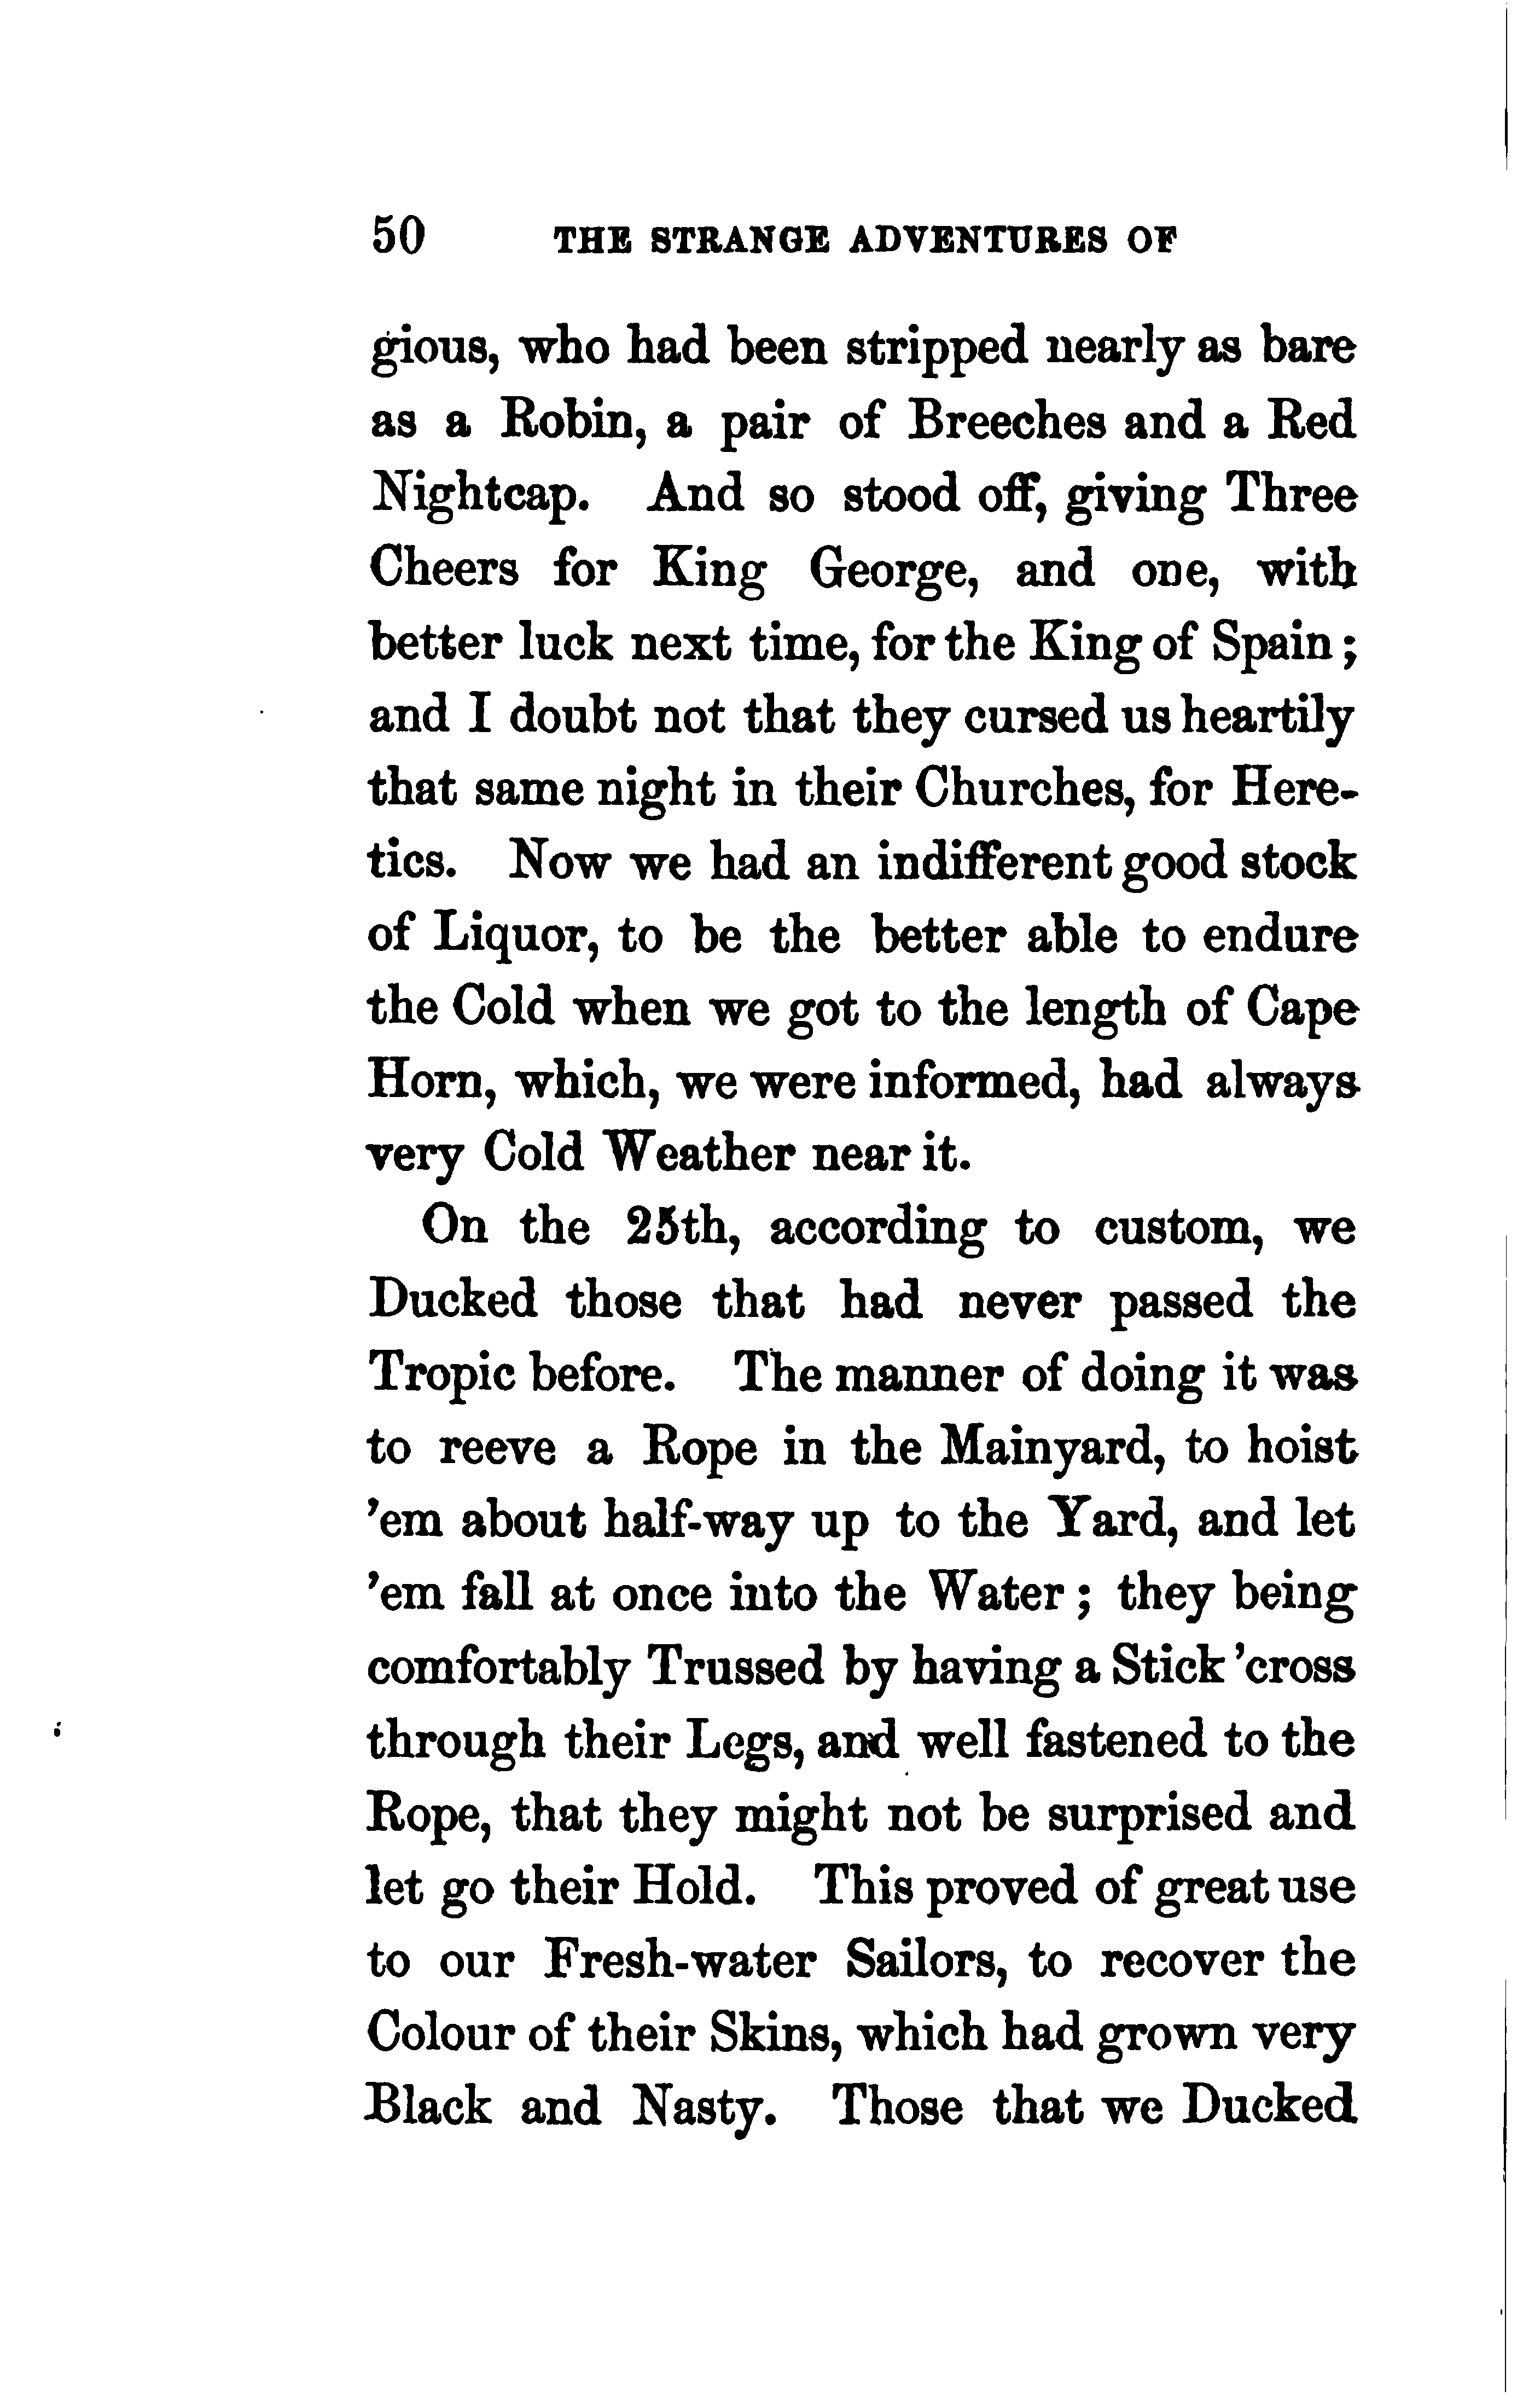 50 THE STRANGE ADVENTURES OF
gious, who had been stripped nearly as bare
as a Robin, a pair of Breeches and a Red
Nightcap. And so stood off, giving Three
Cheers for King George, and one, with
better luck next time, for the King of Spain;
and I doubt not that they cursed us heartily
that same night in their Churches, for Here-
tics. Now we had an indifferent good stock
of Liquor, to be the better able to endure
the Cold when we got to the length of Cape
Horn, which, we were informed, had always
very Cold Weather near it.
On the 25th, according to custom, we
Ducked those that had never passed the
Tropic before. The manner of doing it was
to reeve a Rope in the Mainyard, to hoist
'em about half-way up to the Yard, and let
'em fall at once into the Water; they being
comfortably Trussed by having a Stick 'cross
through their Legs, and well fastened to the
Rope, that they might not be surprised and
let go their Hold. This proved of great use
to our Fresh-water Sailors, to recover the
Colour of their Skins, which had grown very
Black and Nasty. Those that we Ducked